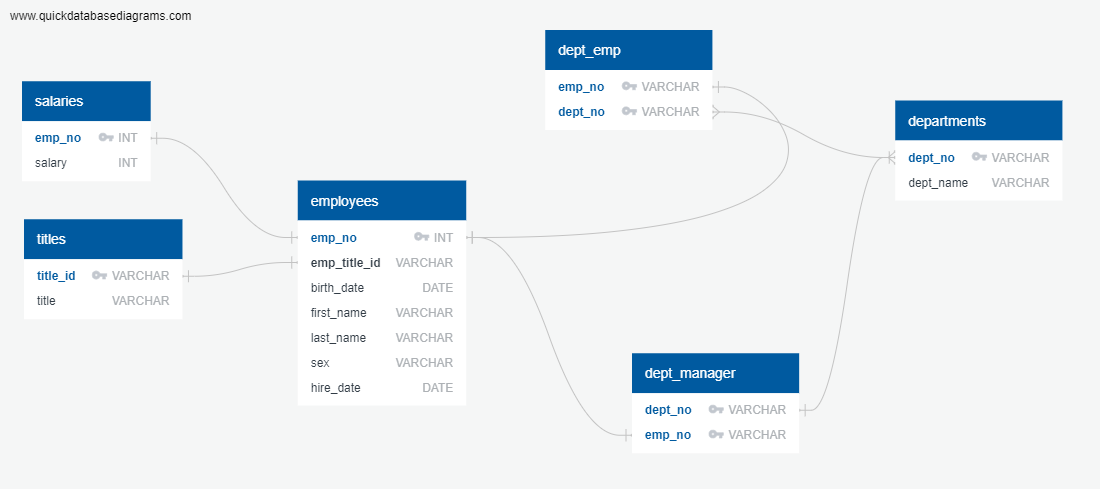 www.quickdatabasediagrams.com
salaries
emp_no INT
salary INT
titles
title_id VARCHAR
title VARCHAR
employees
emp_no INT
emp_title_id VARCHAR
birth_date DATE
first_name VARCHAR
last_name VARCHAR
sex VARCHAR
hire_date DATE
dept_emp
emp_no VARCHAR
dept_no VARCHAR
departments
dept_no VARCHAR
dept_name VARCHAR
dept_manager
dept_no VARCHAR
emp_no VARCHAR